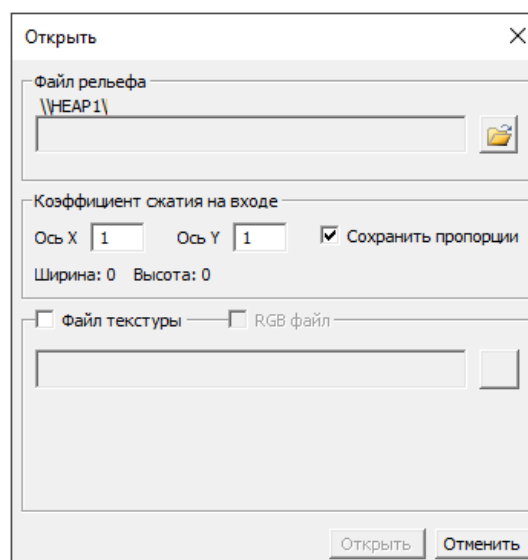 Открыть
Файл рельефа
\\HEAP1\
Коэффициент сжатия на входе
Ось X 1 Ось Y 1 Сохранить пропорции
Ширина: 0 Высота: 0
Файл текстуры RGB файл
Открыть Отменить